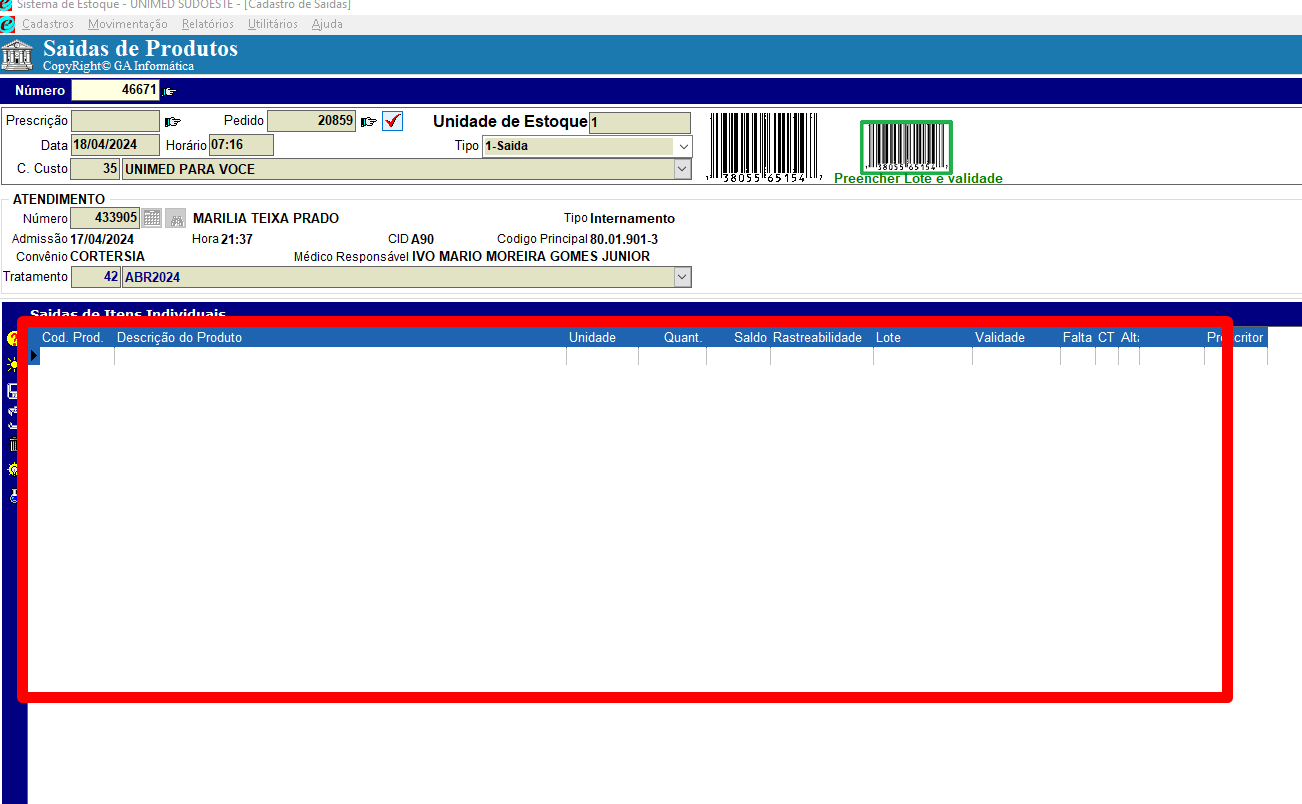 Sistema de Estoque - UNIMED SUDOESTE - [Cadastro de Saídas]
Cadastros Movimentação Relatórios Utilitários Ajuda
Saidas de Produtos
CopyRight© GA Informática
Número 46671
Prescrição Pedido 20859 Unidade de Estoque 1
Data 18/04/2024 Horário 07:16 Tipo 1-Saida
C. Custo 35 UNIMED PARA VOCE
38055 65154
38055 65154
Preencher Lote e validade
ATENDIMENTO
Número 433905 MARILIA TEIXA PRADO Tipo Internamento
Admissão 17/04/2024 Hora 21:37 CID A90 Codigo Principal 80.01.901-3
Convênio CORTERSIA Médico Responsável IVO MARIO MOREIRA GOMES JUNIOR
Tratamento 42 ABR2024
Saidas de Itens Individuais
Cod. Prod. Descrição do Produto Unidade Quant. Saldo Rastreabilidade Lote Validade Falta CT Alta Prescritor